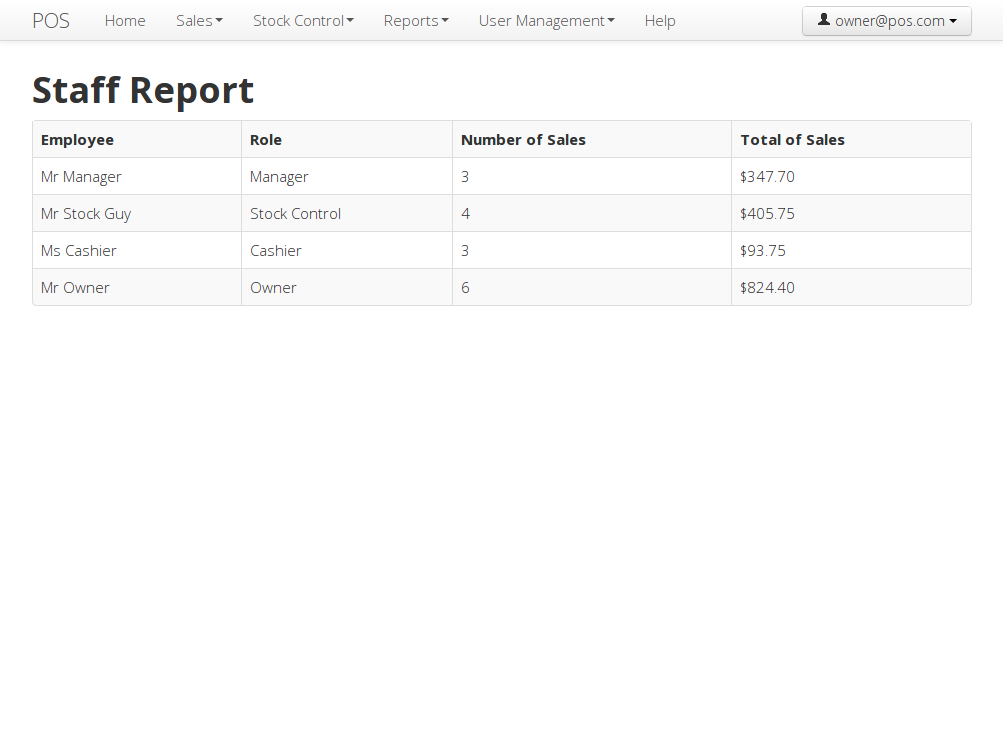 POS Home Sales Stock Control Reports User Management Help owner@pos.com
Staff Report
Employee Role Number of Sales Total of Sales
Mr Manager Manager 3 $347.70
Mr Stock Guy Stock Control 4 $405.75
Ms Cashier Cashier 3 $93.75
Mr Owner Owner 6 $824.40